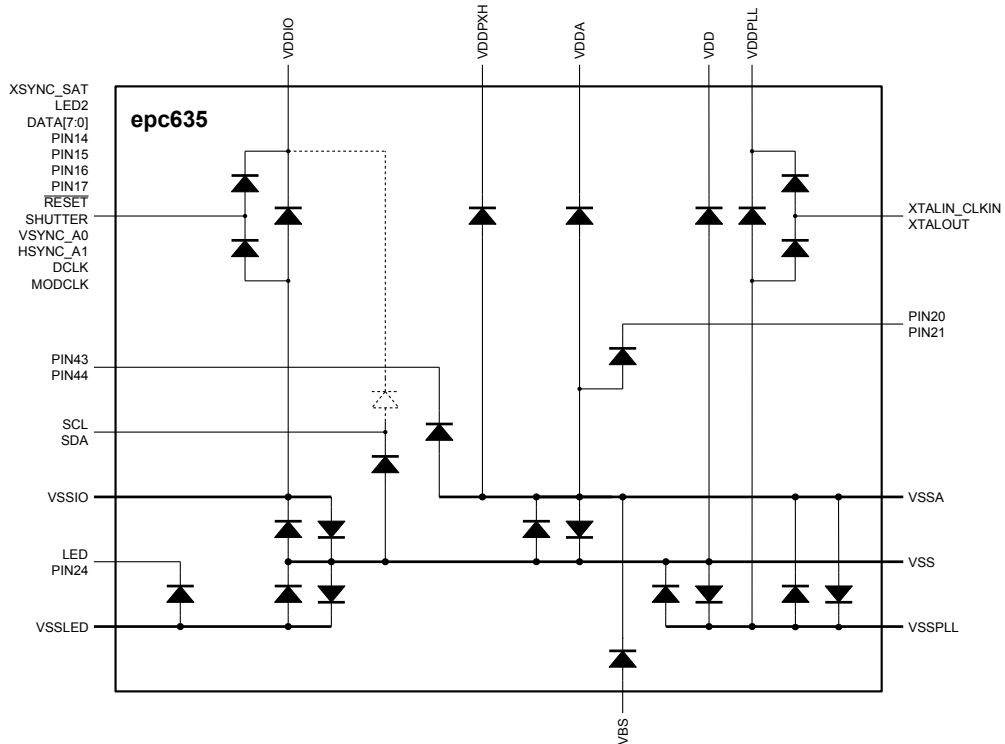 VDDIO
VDDPXH
VDDA
VDD
VDDPLL
epc635
XSYNC_SAT
LED2
DATA[7:0]
PIN14
PIN15
PIN16
PIN17
RESET
SHUTTER
VSYNC_A0
HSYNC_A1
DCLK
MODCLK
XTALIN_CLKIN
XTALOUT
PIN20
PIN21
PIN43
PIN44
SCL
SDA
VSSIO
VSSA
LED
PIN24
VSS
VSSLED
VSSPLL
VBS